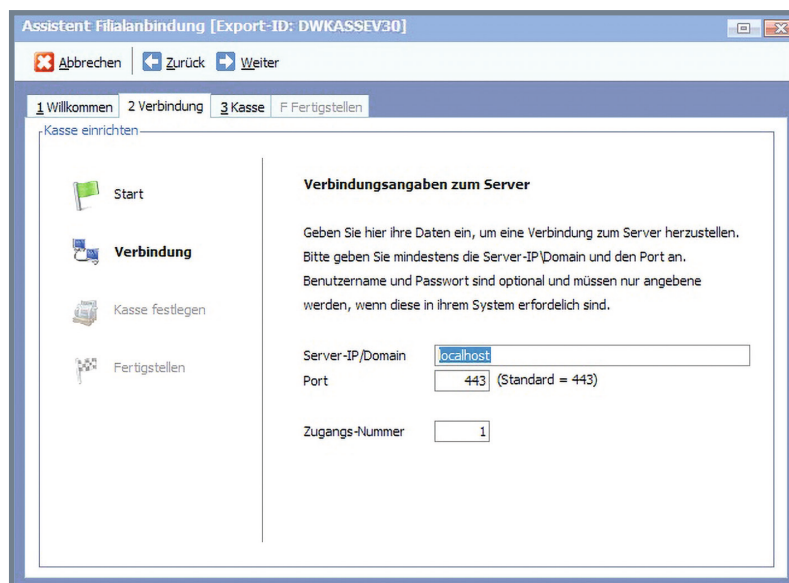 Assistent Filialanbindung [Export-ID: DWKASSEV30]
Abbrechen Zurück Weiter
1 Willkommen 2 Verbindung 3 Kasse F Fertigstellen
Kasse einrichten
Start
Verbindung
Kasse festlegen
Fertigstellen
Verbindungsangaben zum Server
Geben Sie hier ihre Daten ein, um eine Verbindung zum Server herzustellen.
Bitte geben Sie mindestens die Server-IP\Domain und den Port an.
Benutzername und Passwort sind optional und müssen nur angebene
werden, wenn diese in ihrem System erfordelich sind.
Server-IP/Domain localhost
Port 443 (Standard = 443)
Zugangs-Nummer 1